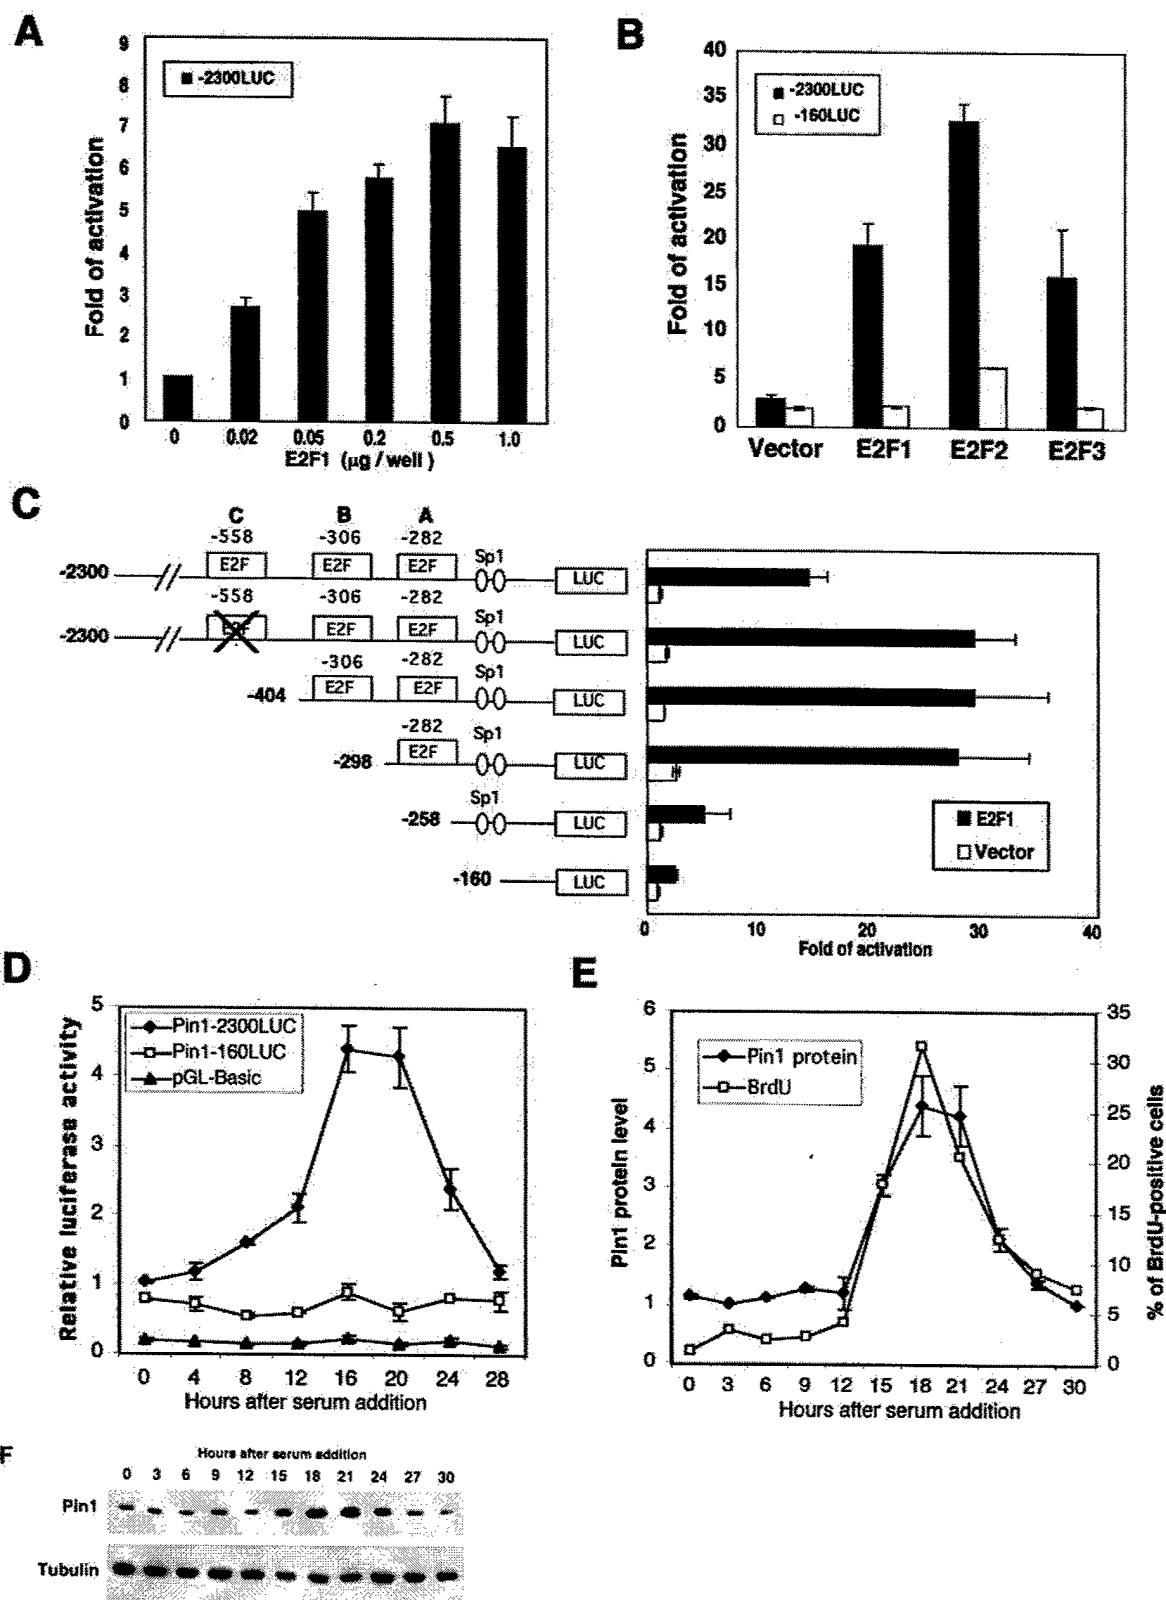 A
9
8
7
6
5
4
3
2
1
0
Fold of activation
-2300LUC
0 0.02 0.05 0.2 0.5 1.0
E2F1 (μg / well )
B
40
35
30
25
20
15
10
5
0
Fold of activation
-2300LUC
-160LUC
Vector E2F1 E2F2 E2F3
C
C B A
-558 -306 -282
-2300 E2F E2F E2F Sp1 LUC
-558 -306 -282
-2300 E2F E2F E2F Sp1 LUC
-306 -282
-404 E2F E2F Sp1 LUC
-282
-298 E2F Sp1 LUC
-258 Sp1 LUC
-160 LUC
E2F1
Vector
0 10 20 30 40
Fold of activation
D
5
4
3
2
1
0
Relative luciferase activity
Pin1-2300LUC
Pin1-160LUC
pGL-Basic
0 4 8 12 16 20 24 28
Hours after serum addition
E
6
5
4
3
2
1
0
Pin1 protein level
Pin1 protein
BrdU
35
30
25
20
15
10
5
0
% of BrdU-positive cells
0 3 6 9 12 15 18 21 24 27 30
Hours after serum addition
F
Hours after serum addition
0 3 6 9 12 15 18 21 24 27 30
Pin1
Tubulin